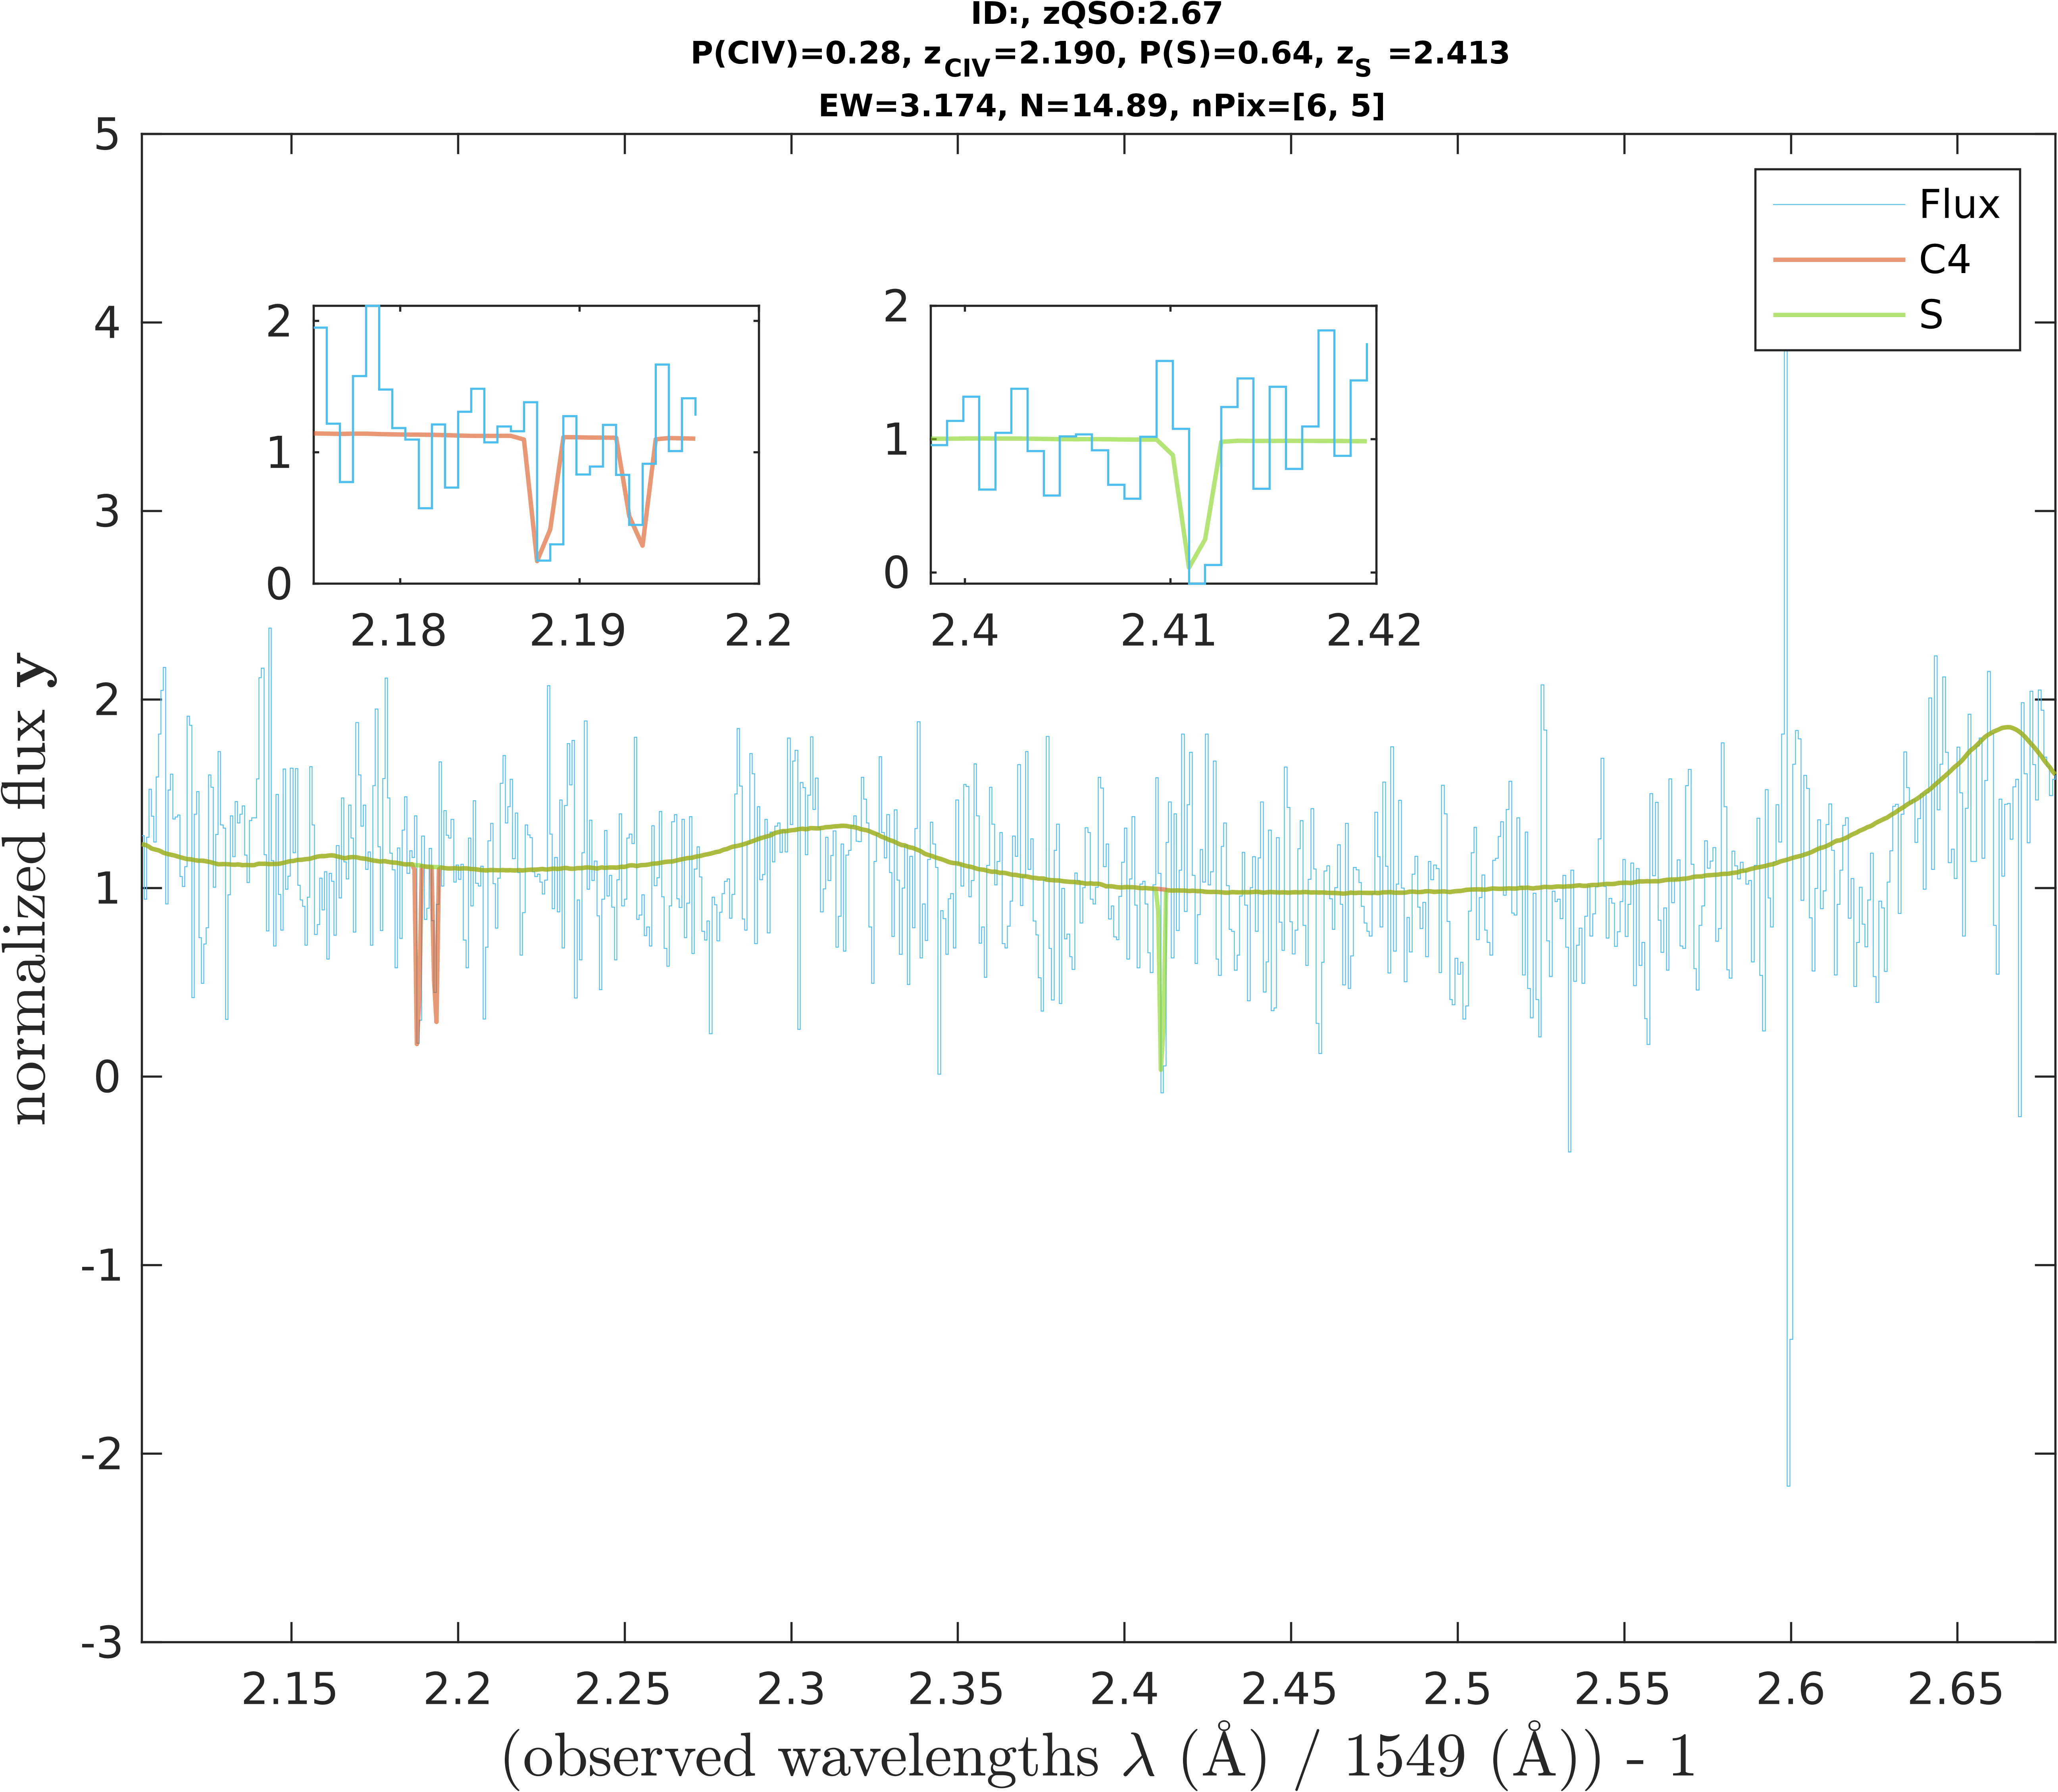 ID:, zQSO:2.67
P(CIV)=0.28, zCIV=2.190, P(S)=0.64, zS =2.413
EW=3.174, N=14.89, nPix=[6, 5]
5
4
3
2
1
0
-1
-2
-3
normalized flux y
Flux
C4
S
2
1
0
2.18 2.19 2.2
2
1
0
2.4 2.41 2.42
2.15 2.2 2.25 2.3 2.35 2.4 2.45 2.5 2.55 2.6 2.65
(observed wavelengths λ (Å) / 1549 (Å)) - 1